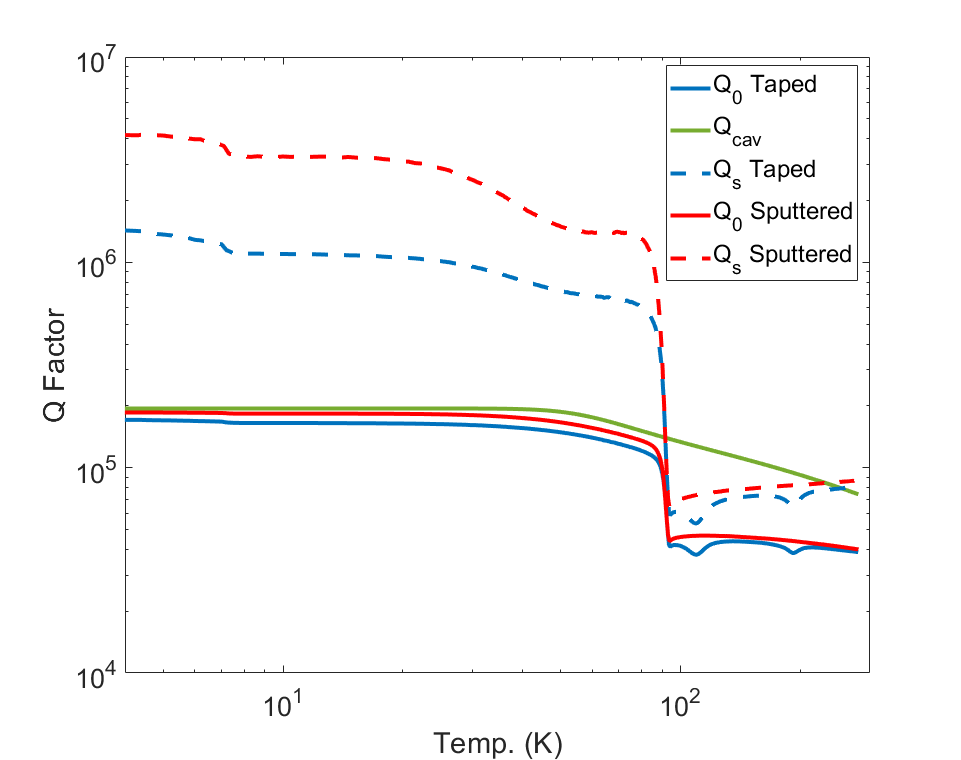 10^7
10^6
10^5
10^4
Q Factor
10^1
10^2
Temp. (K)
Q_0 Taped
Q_cav
Q_s Taped
Q_0 Sputtered
Q_s Sputtered